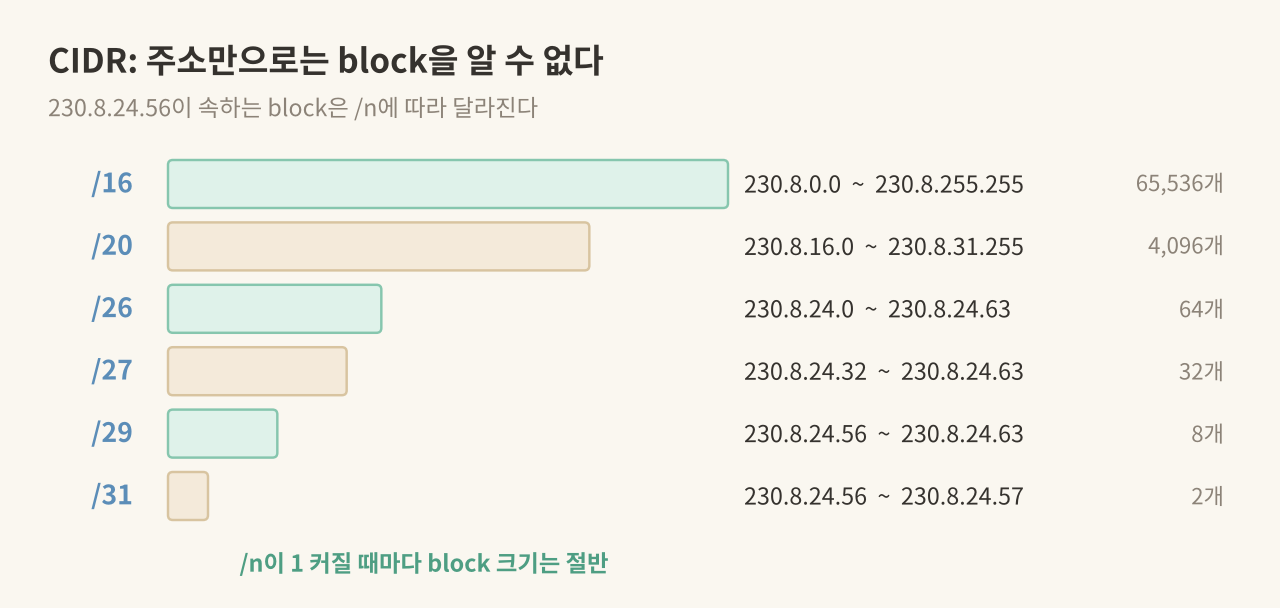 CIDR: 주소만으로는 block을 알 수 없다
230.8.24.56이 속하는 block은 /n에 따라 달라진다
/16 230.8.0.0 ~ 230.8.255.255 65,536개
/20 230.8.16.0 ~ 230.8.31.255 4,096개
/26 230.8.24.0 ~ 230.8.24.63 64개
/27 230.8.24.32 ~ 230.8.24.63 32개
/29 230.8.24.56 ~ 230.8.24.63 8개
/31 230.8.24.56 ~ 230.8.24.57 2개
/n이 1 커질 때마다 block 크기는 절반